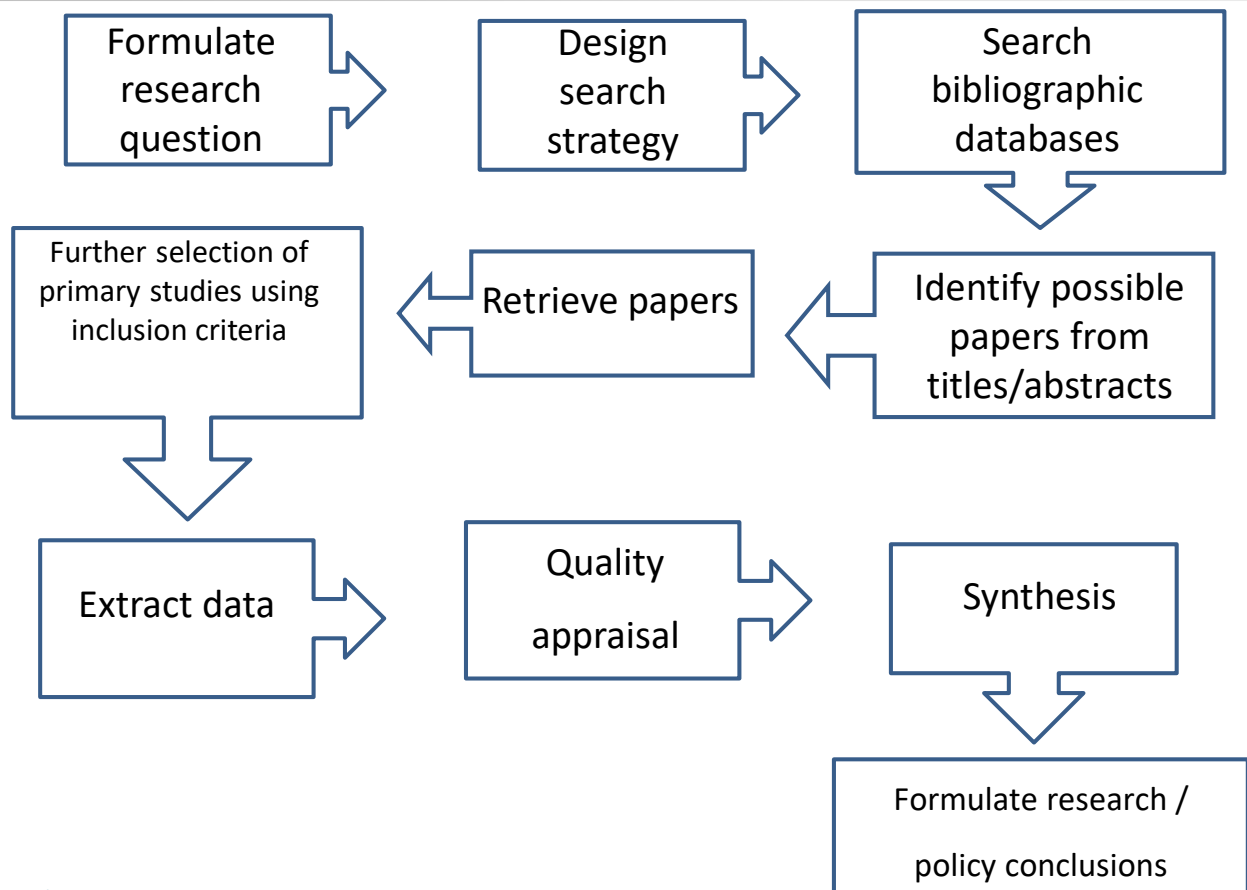 Formulate
research
question
Design
search
strategy
Search
bibliographic
databases
Identify possible
papers from
titles/abstracts
Retrieve papers
Further selection of
primary studies using
inclusion criteria
Extract data
Quality
appraisal
Synthesis
Formulate research /
policy conclusions